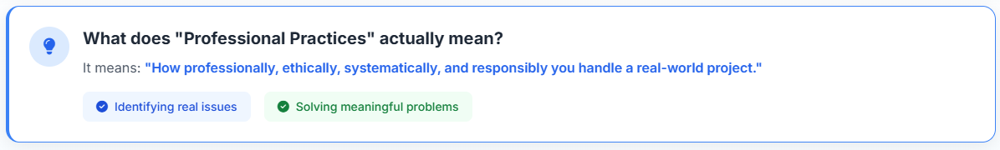 What does "Professional Practices" actually mean?
It means: "How professionally, ethically, systematically, and responsibly you handle a real-world project."
Identifying real issues
Solving meaningful problems